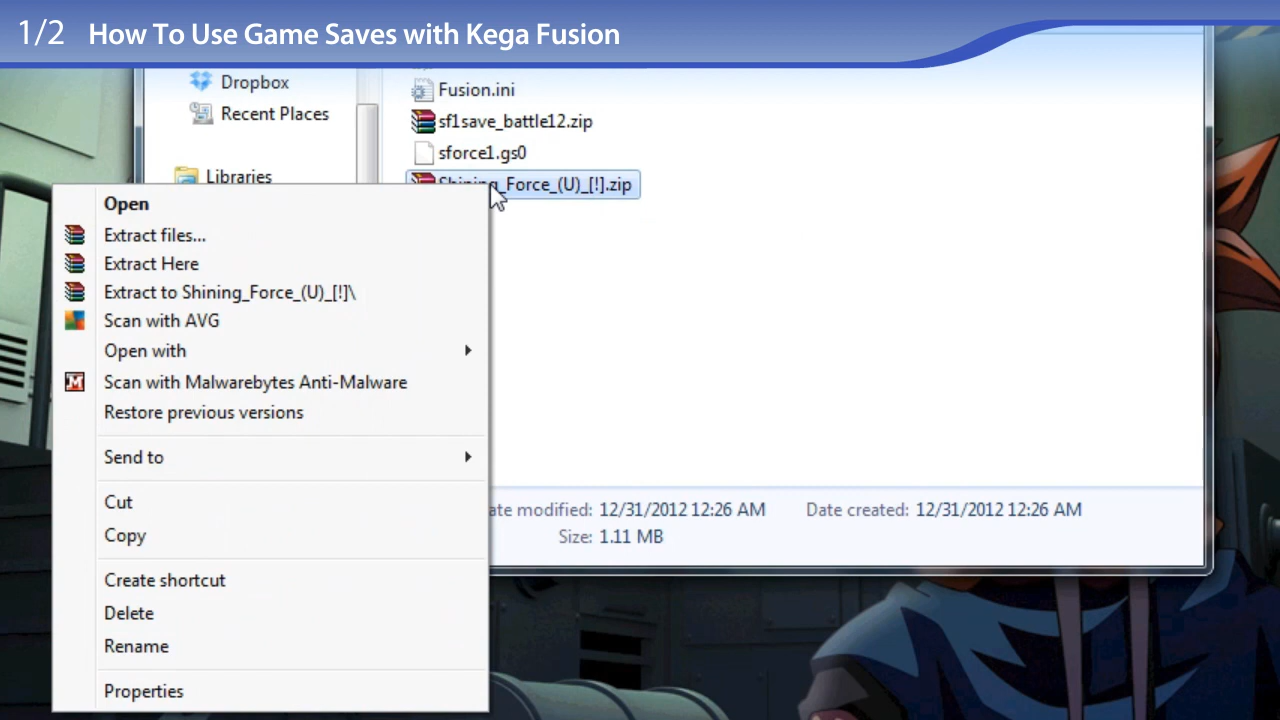 1/2 How To Use Game Saves with Kega Fusion
Dropbox
Recent Places
Libraries
Fusion.ini
sf1save_battle12.zip
sforce1.gs0
Shining_Force_(U)_[!].zip
Open
Extract files...
Extract Here
Extract to Shining_Force_(U)_[!]\
Scan with AVG
Open with
Scan with Malwarebytes Anti-Malware
Restore previous versions
Send to
Cut
Copy
Create shortcut
Delete
Rename
Properties
ate modified: 12/31/2012 12:26 AM Date created: 12/31/2012 12:26 AM
Size: 1.11 MB